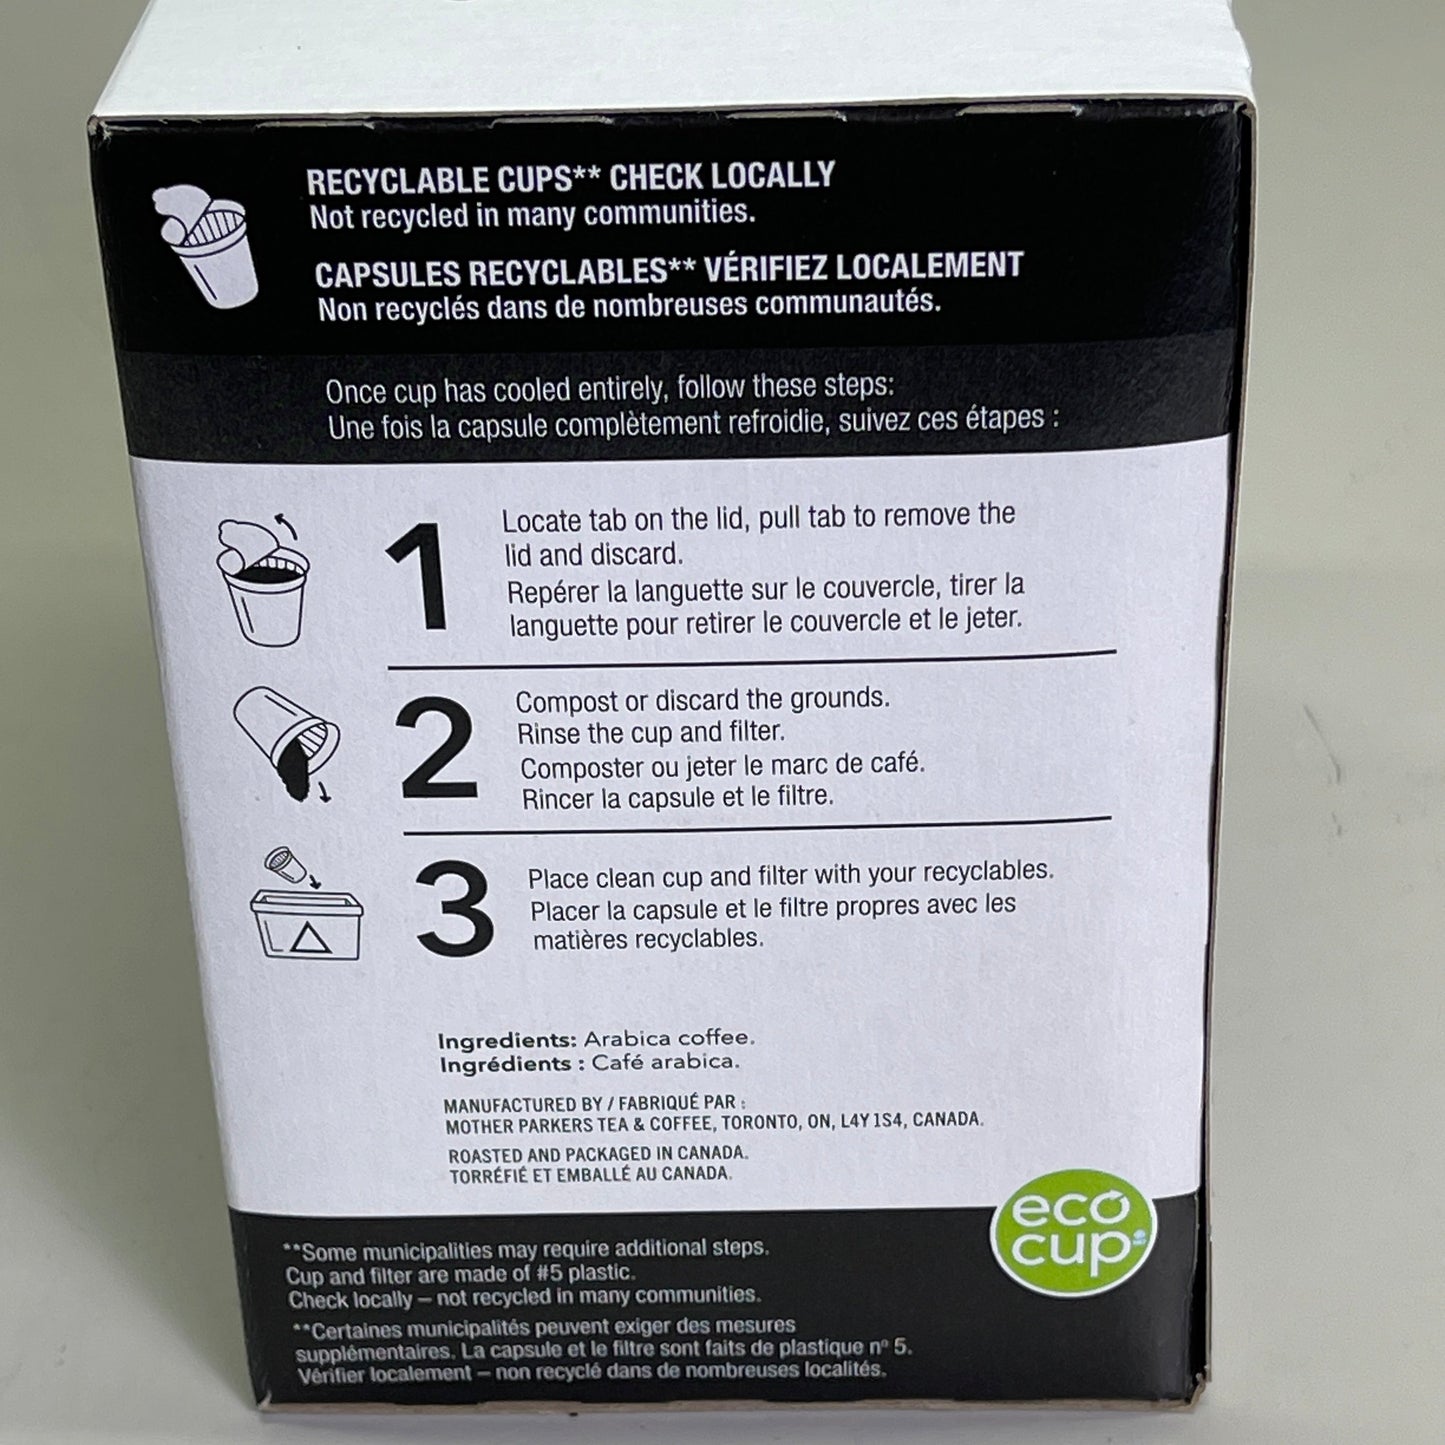 RECYCLABLE CUPS** CHECK LOCALLY
Not recycled in many communities.
CAPSULES RECYCLABLES** VÉRIFIEZ LOCALEMENT
Non recyclés dans de nombreuses communautés.
Once cup has cooled entirely, follow these steps:
Une fois la capsule complètement refroidie, suivez ces étapes :
1
Locate tab on the lid, pull tab to remove the
lid and discard.
Repérer la languette sur le couvercle, tirer la
languette pour retirer le couvercle et le jeter.
2
Compost or discard the grounds.
Rinse the cup and filter.
Composter ou jeter le marc de café.
Rincer la capsule et le filtre.
3
Place clean cup and filter with your recyclables.
Placer la capsule et le filtre propres avec les
matières recyclables.
Ingredients: Arabica coffee.
Ingrédients : Café arabica.
MANUFACTURED BY / FABRIQUÉ PAR :
MOTHER PARKERS TEA & COFFEE, TORONTO, ON, L4Y 1S4, CANADA.
ROASTED AND PACKAGED IN CANADA.
TORRÉFIÉ ET EMBALLÉ AU CANADA.
eco
cup
**Some municipalities may require additional steps.
Cup and filter are made of #5 plastic.
Check locally – not recycled in many communities.
**Certaines municipalités peuvent exiger des mesures
supplémentaires. La capsule et le filtre sont faits de plastique nº 5.
Vérifier localement – non recyclé dans de nombreuses localités.